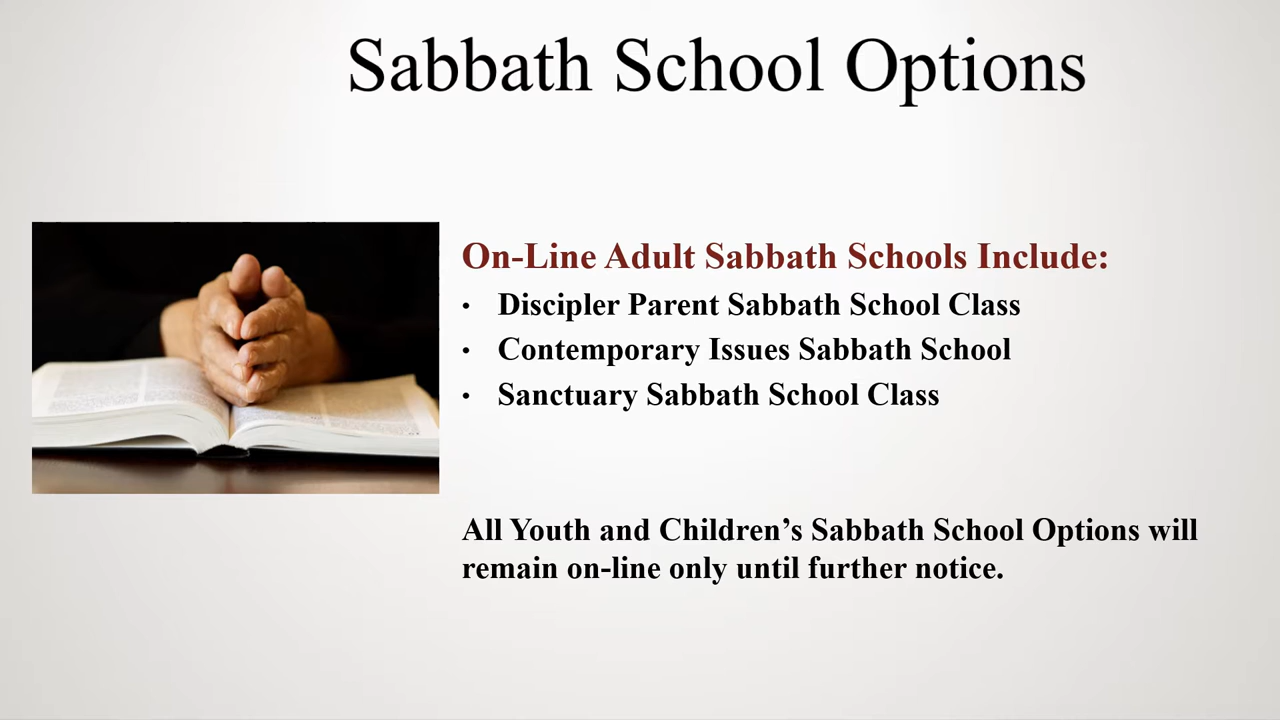 Sabbath School Options
On-Line Adult Sabbath Schools Include:
• Discipler Parent Sabbath School Class
• Contemporary Issues Sabbath School
• Sanctuary Sabbath School Class
All Youth and Children’s Sabbath School Options will
remain on-line only until further notice.